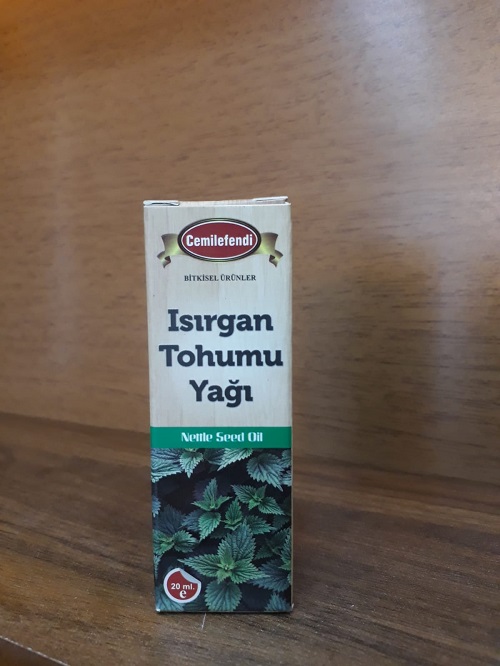 Cemilefendi
BİTKİSEL ÜRÜNLER
Isırgan
Tohumu
Yağı
Nettle Seed Oil
20 ml.
e